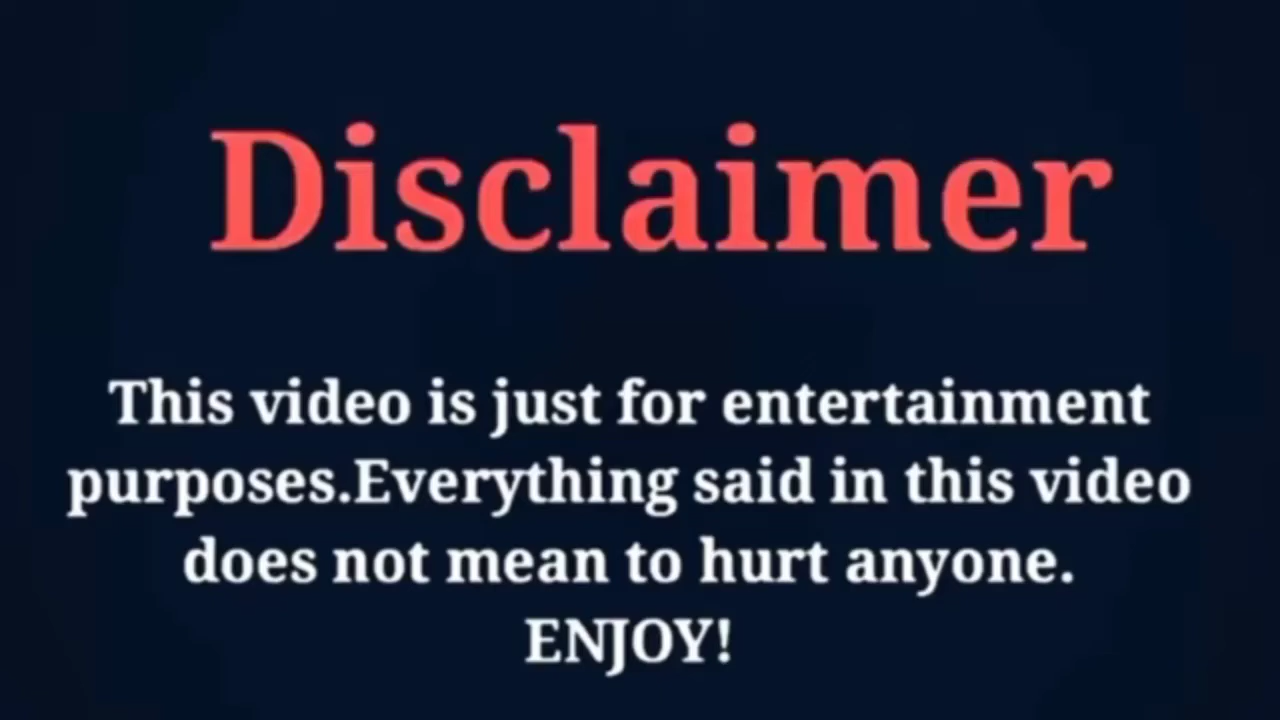 Disclaimer
This video is just for entertainment
purposes.Everything said in this video
does not mean to hurt anyone.
ENJOY!